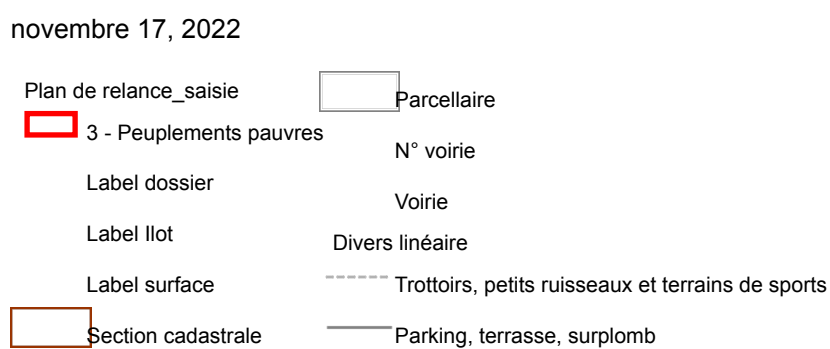 novembre 17, 2022
Plan de relance_saisie
3 - Peuplements pauvres
Label dossier
Label Ilot
Label surface
Section cadastrale
Parcellaire
N° voirie
Voirie
Divers linéaire
Trottoirs, petits ruisseaux et terrains de sports
Parking, terrasse, surplomb